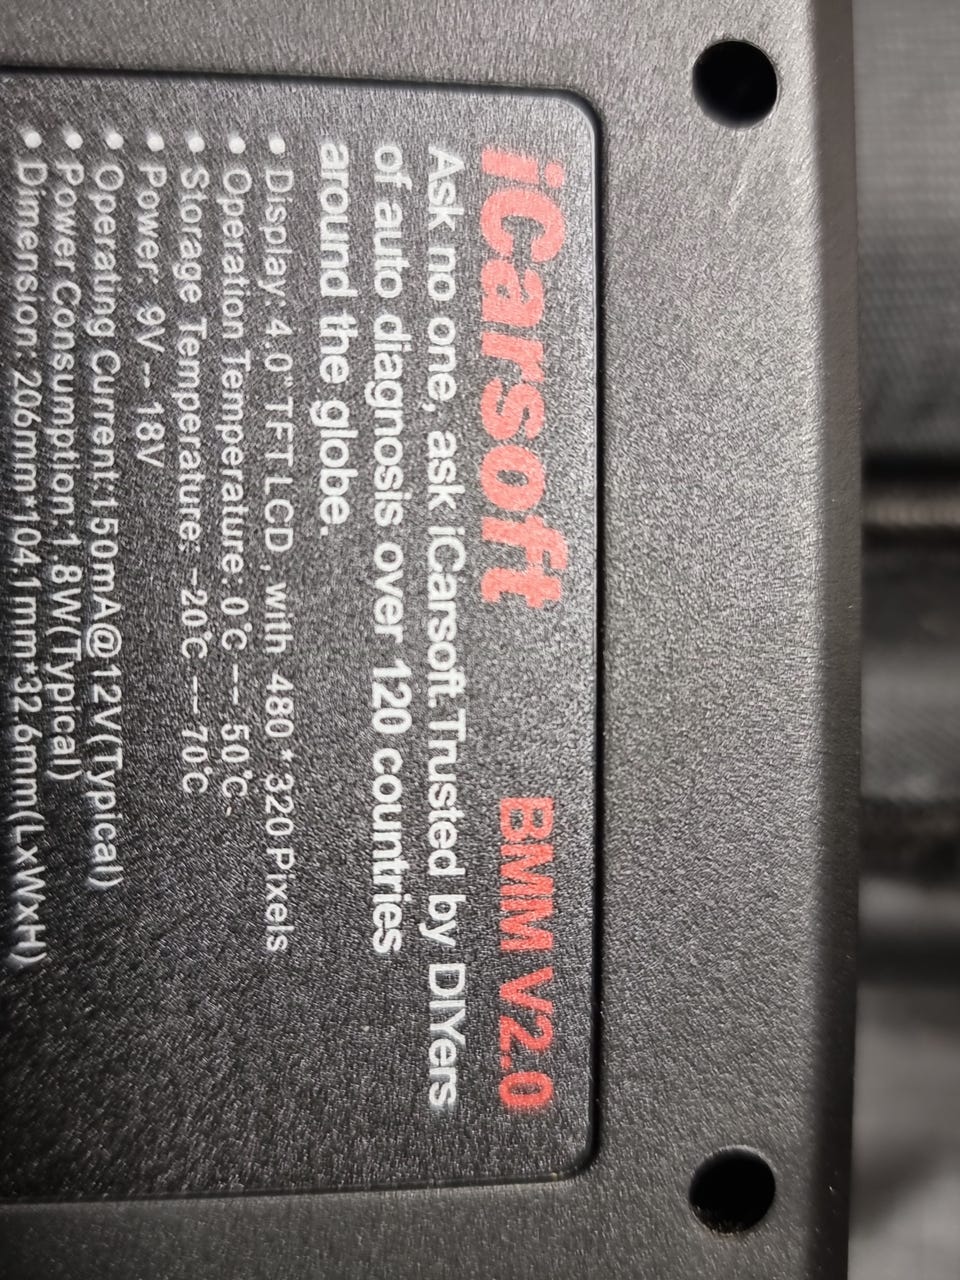 iCarsoft BMM V2.0
Ask no one, ask iCarsoft.Trusted by DIYers
of auto diagnosis over 120 countries
around the globe.
• Display: 4.0" TFT LCD, with 480*320 Pixels
• Operation Temperature: 0℃ -- 50℃
• Storage Temperature: -20℃ --- 70℃
• Power: 9V -- 18V
• Operating Current:150mA@12V(Typical)
• Power Consumption:1.8W(Typical)
• Dimension: 206mm*104.1mm*32.6mm(LxWxH)